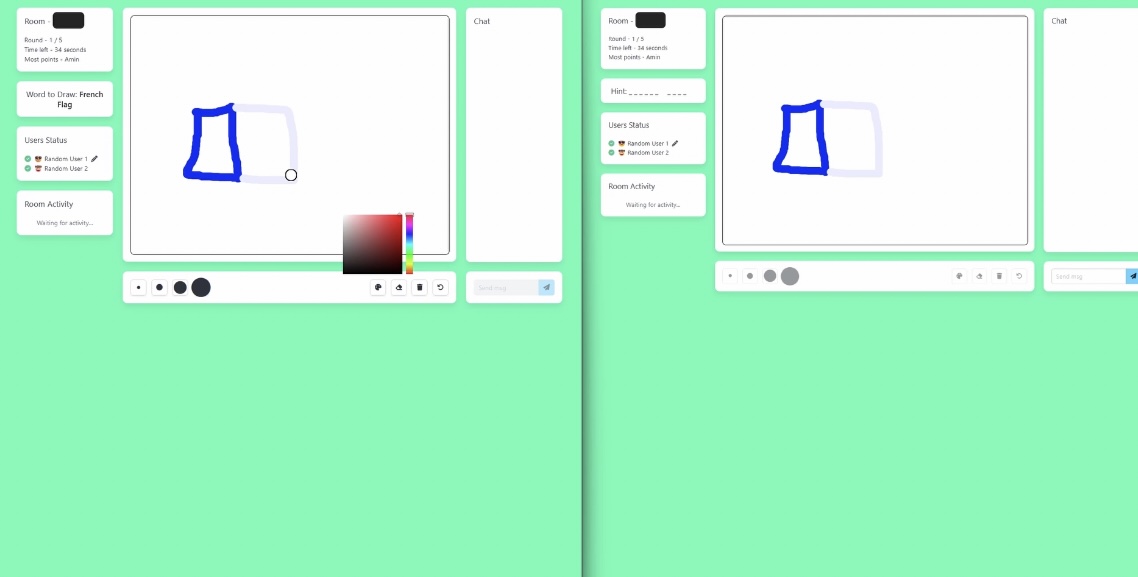 Room -
Round - 1 / 5
Time left - 34 seconds
Most points - Amin
Word to Draw: French
Flag
Users Status
Random User 1
Random User 2
Room Activity
Waiting for activity...
Chat
Send msg
Room -
Round - 1 / 5
Time left - 34 seconds
Most points - Amin
Hint: _ _ _ _ _ _   _ _ _ _
Users Status
Random User 1
Random User 2
Room Activity
Waiting for activity...
Chat
Send msg